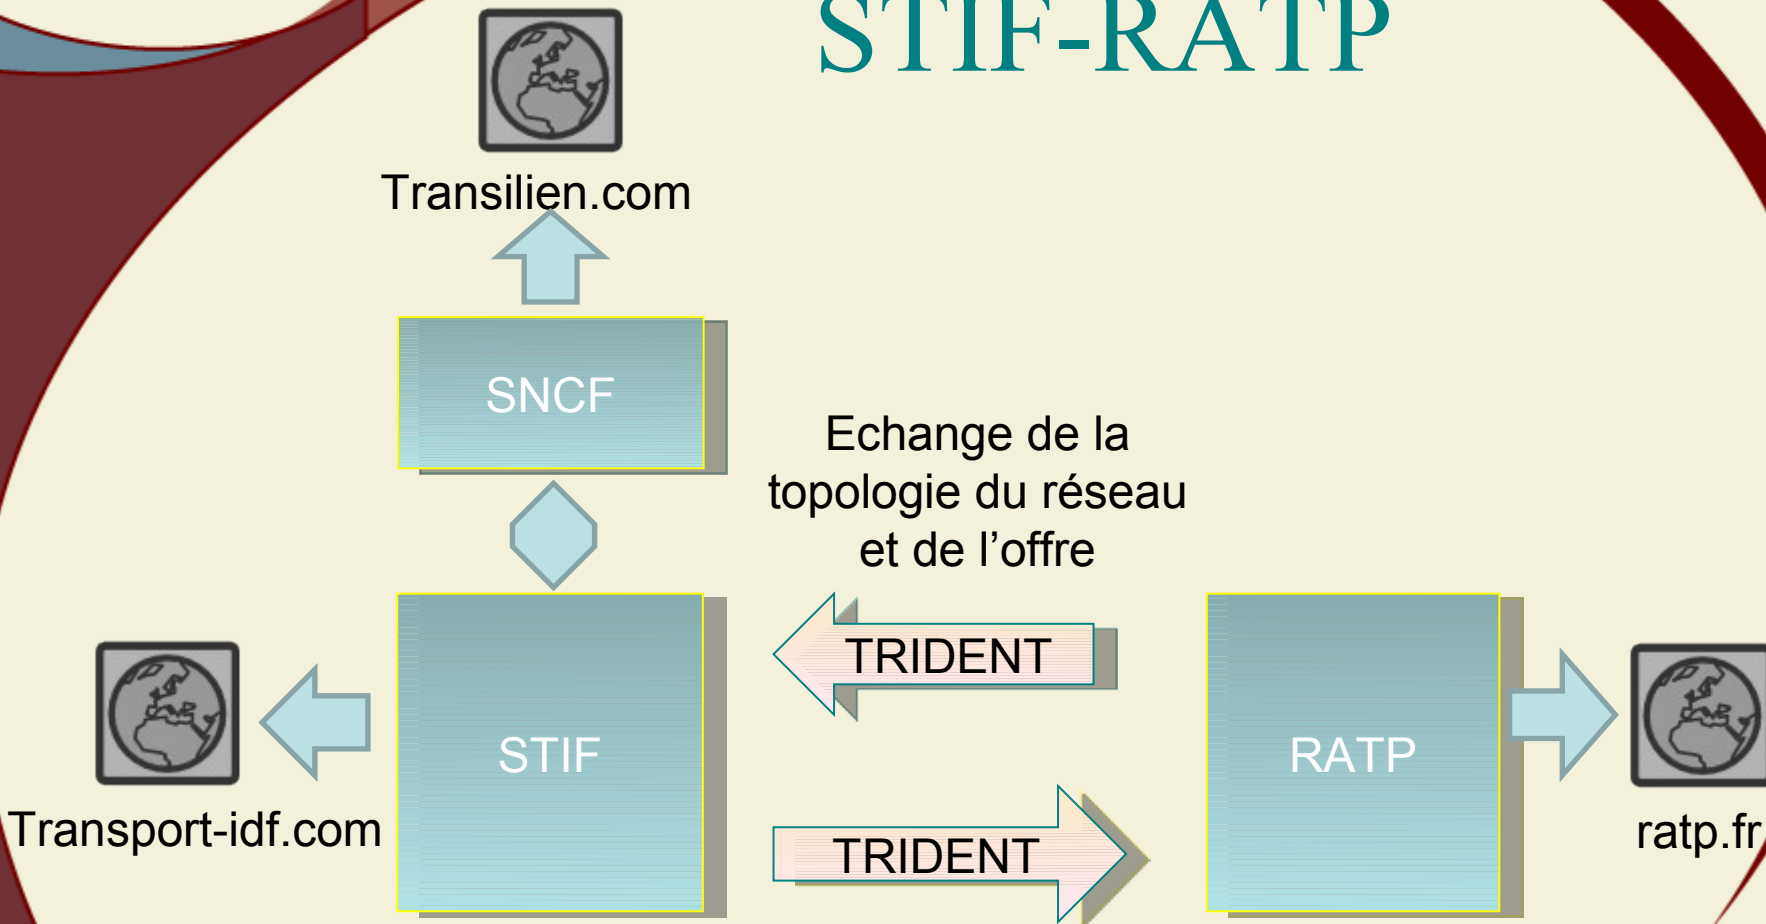 STIF-RATP
Transilien.com
SNCF
Echange de la
topologie du réseau
et de l’offre
TRIDENT
STIF
RATP
Transport-idf.com
TRIDENT
ratp.fr